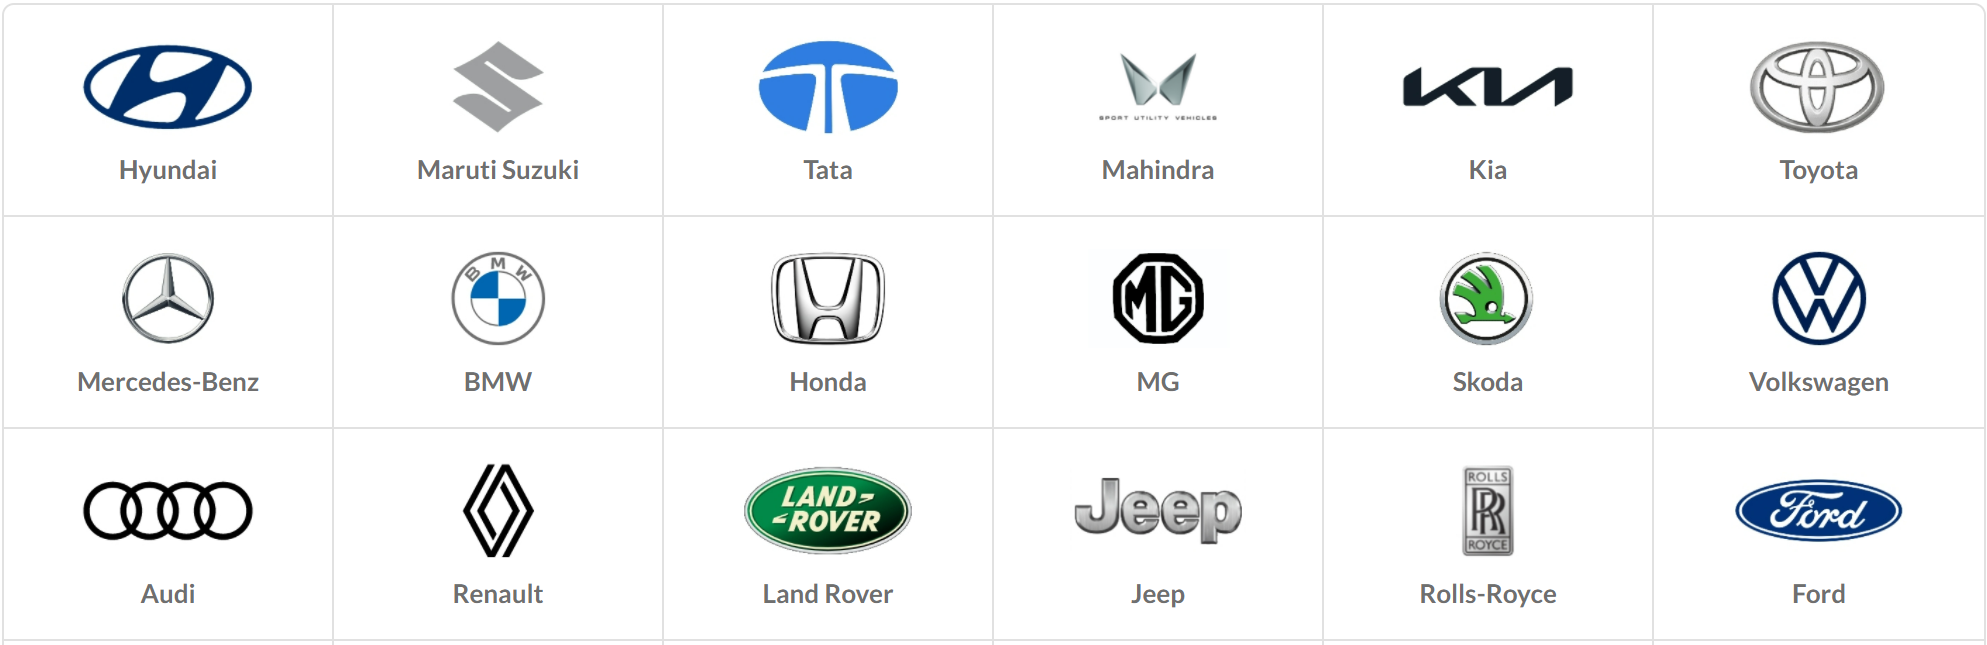 SPORT UTILITY VEHICLES
KIA
Hyundai
Maruti Suzuki
Tata
Mahindra
Kia
Toyota
BMW
MG
Mercedes-Benz
BMW
Honda
MG
Skoda
Volkswagen
LAND-
-ROVER
Jeep
ROLLS
RR
ROYCE
Ford
Audi
Renault
Land Rover
Jeep
Rolls-Royce
Ford